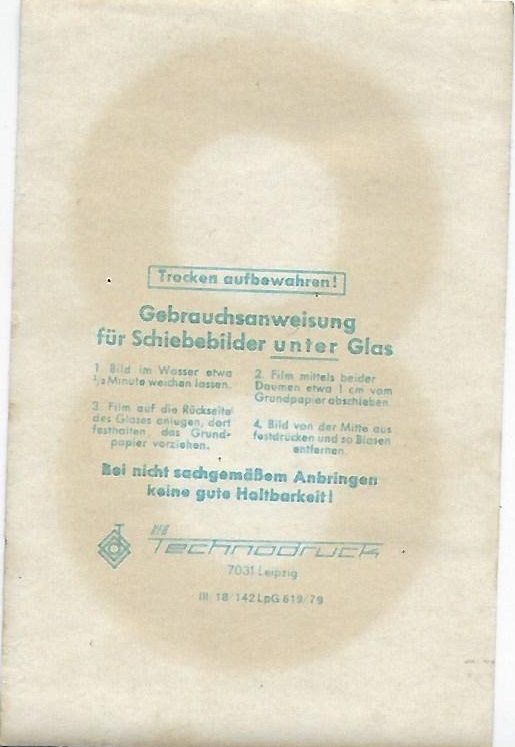 Trocken aufbewahren!
Gebrauchsanweisung
für Schiebebilder unter Glas
1. Bild im Wasser etwa
½ Minute weichen lassen.
2. Film mittels beider
Daumen etwa 1 cm vom
Grundpapier abschieben.
3. Film auf die Rückseite
des Glases anlegen, dort
festhalten, das Grund-
papier vorziehen.
4. Bild von der Mitte aus
festdrücken und so Blasen
entfernen.
Bei nicht sachgemäßem Anbringen
keine gute Haltbarkeit!
Technodruck
7031 Leipzig
III/18/142 LpG 619/79